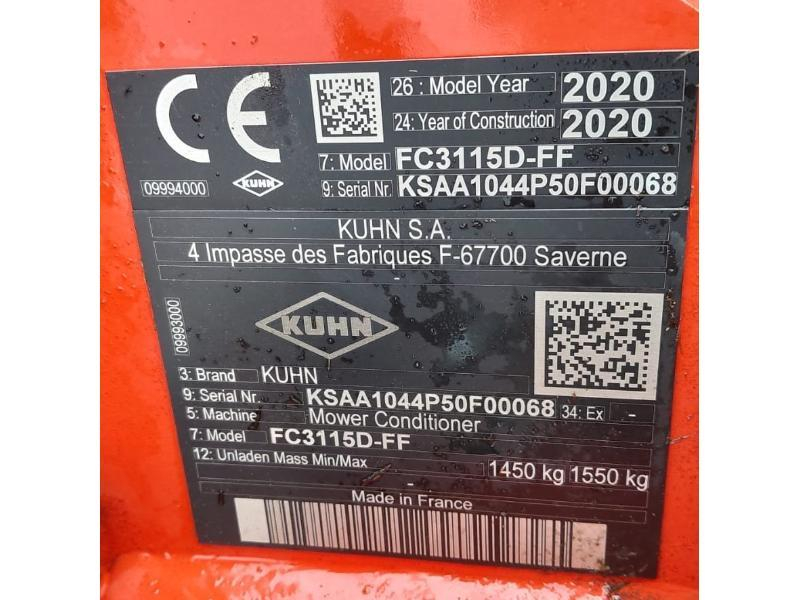 CE
26 : Model Year 2020
24: Year of Construction 2020
7: Model FC3115D-FF
09994000 KUHN 9: Serial Nr. KSAA1044P50F00068
KUHN S.A.
4 Impasse des Fabriques F-67700 Saverne
09993000
KUHN
3: Brand KUHN
9: Serial Nr. KSAA1044P50F00068 34: Ex -
5: Machine Mower Conditioner
7: Model FC3115D-FF
12: Unladen Mass Min/Max 1450 kg 1550 kg
Made in France